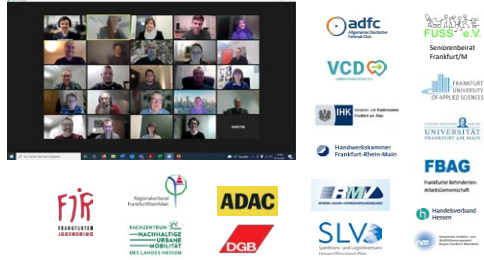 adfc
Allgemeiner Deutscher
Fahrrad-Club
FUSS e.V.
Seniorenbeirat
Frankfurt/M
VCD
FRANKFURT
UNIVERSITY
OF APPLIED SCIENCES
IHK
Industrie- und Handelskammer
Frankfurt am Main
UNIVERSITÄT
FRANKFURT AM MAIN
Handwerkskammer
Frankfurt-Rhein-Main
FBAG
Frankfurter Behinderten-
Arbeitsgemeinschaft
FJR
FRANKFURTER
JUGENDRING
Regionalverband
FrankfurtRheinMain
ADAC
RMV
RHEIN-MAIN-VERKEHRSVERBUND
Handelsverband
Hessen
FACHZENTRUM
NACHHALTIGE
URBANE
MOBILITÄT
DES LANDES HESSEN
DGB
SLV
Speditions- und Logistikverband
Hessen/Rheinland-Pfalz
ivm